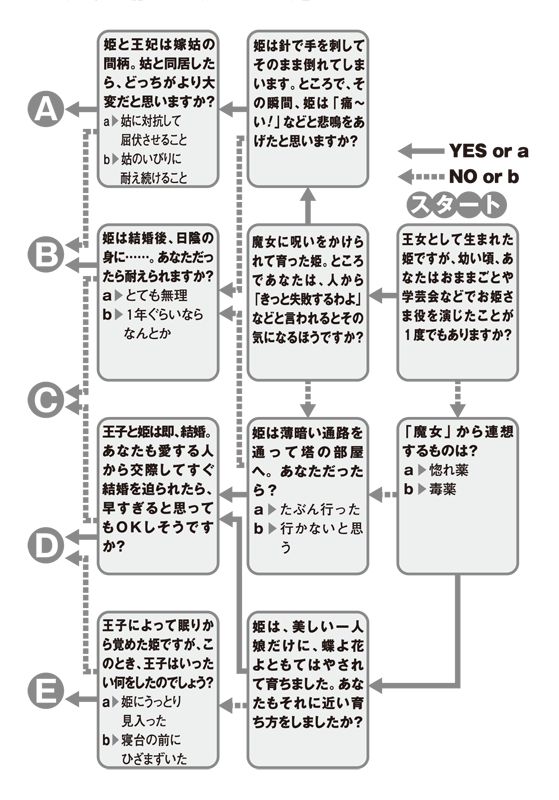 姫と王妃は嫁姑の
間柄。姑と同居した
ら、どっちがより大
変だと思いますか?
a▶姑に対抗して
屈伏させること
b▶姑のいびりに
耐え続けること
姫は針で手を刺して
そのまま倒れてしま
います。ところで、そ
の瞬間、姫は「痛〜
い!」などと悲鳴をあ
げたと思いますか?
YES or a
NO or b
スタート
A
B
C
D
E
姫は結婚後、日陰の
身に……。あなただっ
たら耐えられますか?
a▶とても無理
b▶1年ぐらいなら
なんとか
魔女に呪いをかけら
れて育った姫。ところ
であなたは、人から
「きっと失敗するわよ」
などと言われるとその
気になるほうですか?
王女として生まれた
姫ですが、幼い頃、あ
なたはおままごとや
学芸会などでお姫さ
ま役を演じたことが
1度でもありますか?
王子と姫は即、結婚。
あなたも愛する人
から交際してすぐ
結婚を迫られたら、
早すぎると思って
もOKしそうです
か?
姫は薄暗い通路を
通って塔の部屋
へ。あなただった
ら?
a▶たぶん行った
b▶行かないと思
う
「魔女」から連想
するものは?
a▶惚れ薬
b▶毒薬
王子によって眠りか
ら覚めた姫ですが、こ
のとき、王子はいった
い何をしたのでしょう?
a▶姫にうっとり
見入った
b▶寝台の前に
ひざまずいた
姫は、美しい一人
娘だけに、蝶よ花
よともてはやされ
て育ちました。あな
たもそれに近い育
ち方をしましたか?